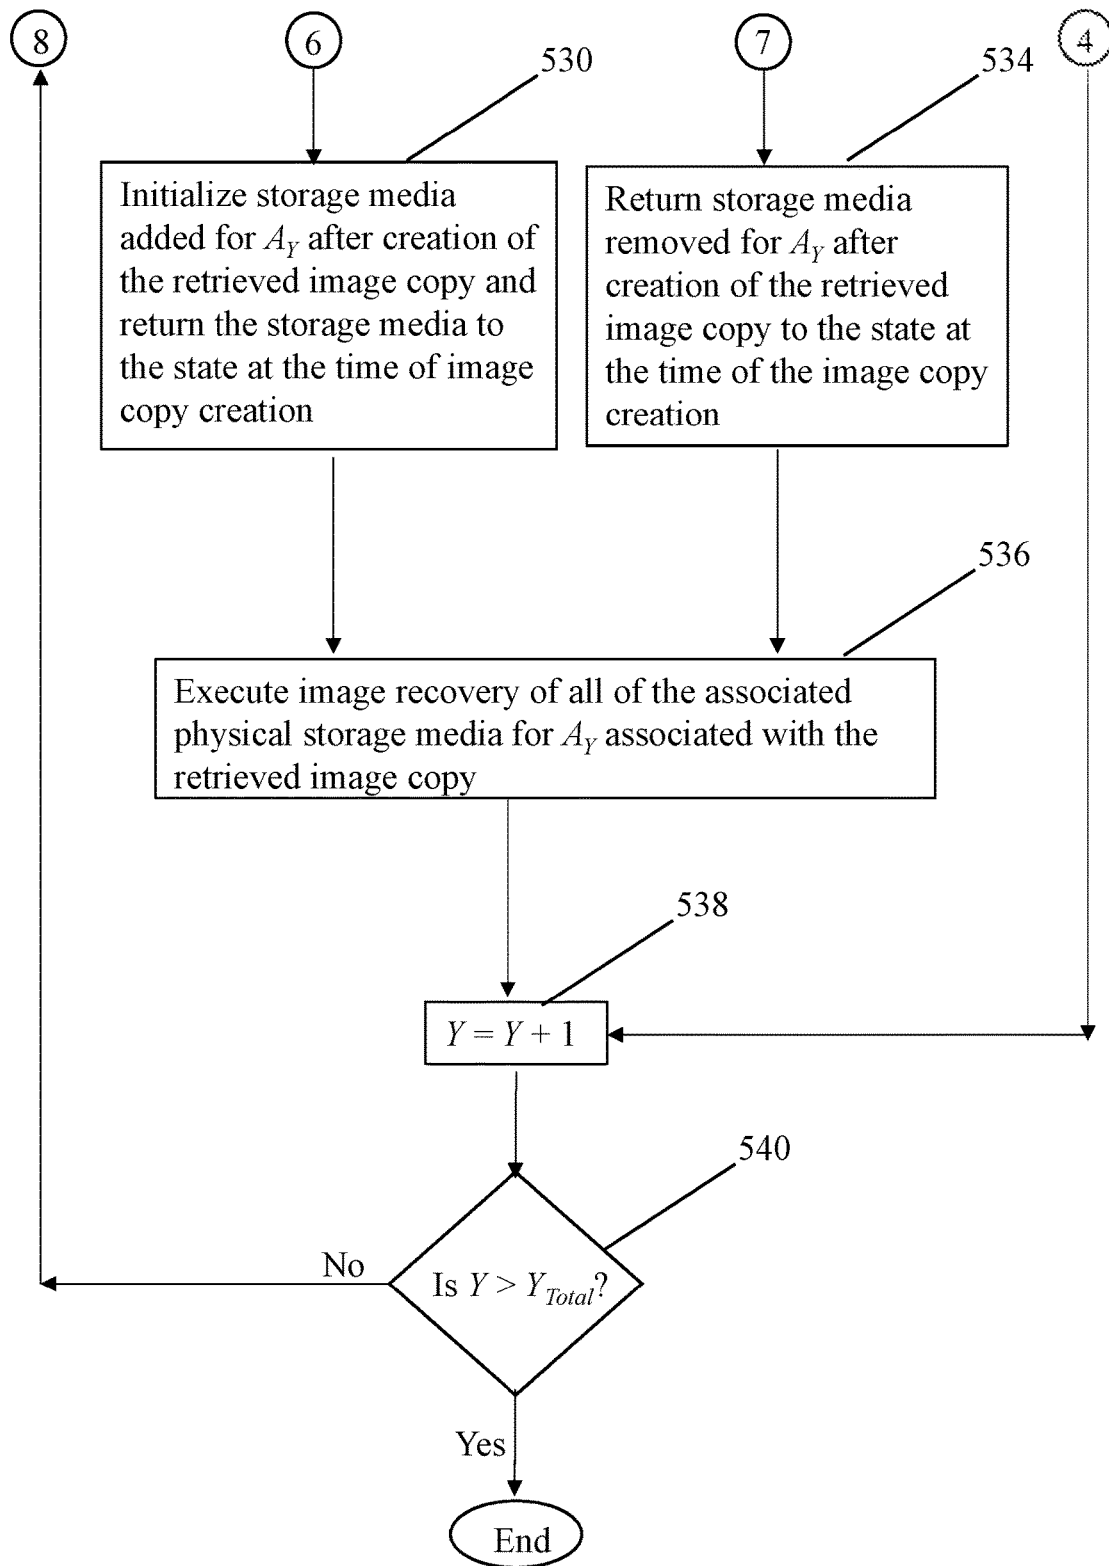 8
6
7
4
530
534
Initialize storage media
added for A_Y after creation of
the retrieved image copy and
return the storage media to
the state at the time of image
copy creation
Return storage media
removed for A_Y after
creation of the retrieved
image copy to the state at
the time of the image copy
creation
536
Execute image recovery of all of the associated
physical storage media for A_Y associated with the
retrieved image copy
538
Y = Y + 1
540
No
Is Y > Y_Total?
Yes
End